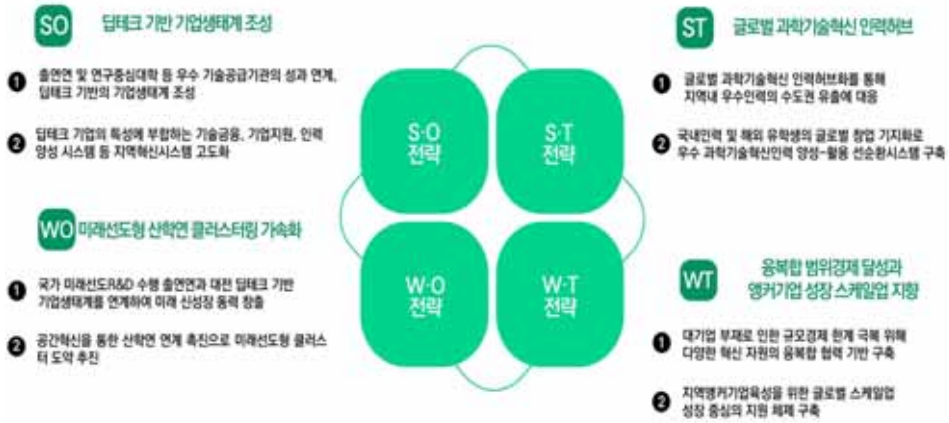 SO 딥테크 기반 기업생태계 조성
1 출연연 및 연구중심대학 등 우수 기술공급기관의 성과 연계,
딥테크 기반의 기업생태계 조성
2 딥테크 기업의 특성에 부합하는 기술금융, 기업지원, 인력
양성 시스템 등 지역혁신시스템 고도화
ST 글로벌 과학기술혁신 인력허브
1 글로벌 과학기술혁신 인력허브화를 통해
지역내 우수인력의 수도권 유출에 대응
2 국내인력 및 해외 유학생의 글로벌 창업 기지화로
우수 과학기술혁신인력 양성-활용 선순환시스템 구축
S·O
전략
S·T
전략
W·O
전략
W·T
전략
WO 미래선도형 산학연 클러스터링 가속화
1 국가 미래선도R&D 수행 출연연과 대전 딥테크 기반
기업생태계를 연계하여 미래 신성장 동력 창출
2 공간혁신을 통한 산학연 연계 촉진으로 미래선도형 클러스
터 도약 추진
WT 융복합 범위경제 달성과
앵커기업 성장 스케일업 지향
1 대기업 부재로 인한 규모경제 한계 극복 위해
다양한 혁신 자원의 융복합 협력 기반 구축
2 지역앵커기업육성을 위한 글로벌 스케일업
성장 중심의 지원 체제 구축